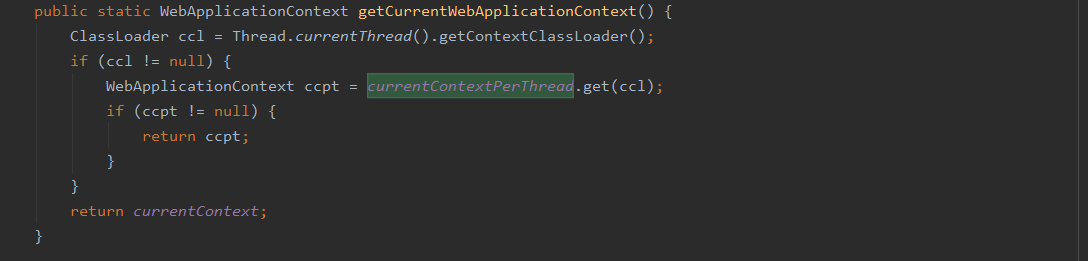 public static WebApplicationContext getCurrentWebApplicationContext() {
ClassLoader ccl = Thread.currentThread().getContextClassLoader();
if (ccl != null) {
WebApplicationContext ccpt = currentContextPerThread.get(ccl);
if (ccpt != null) {
return ccpt;
}
}
return currentContext;
}